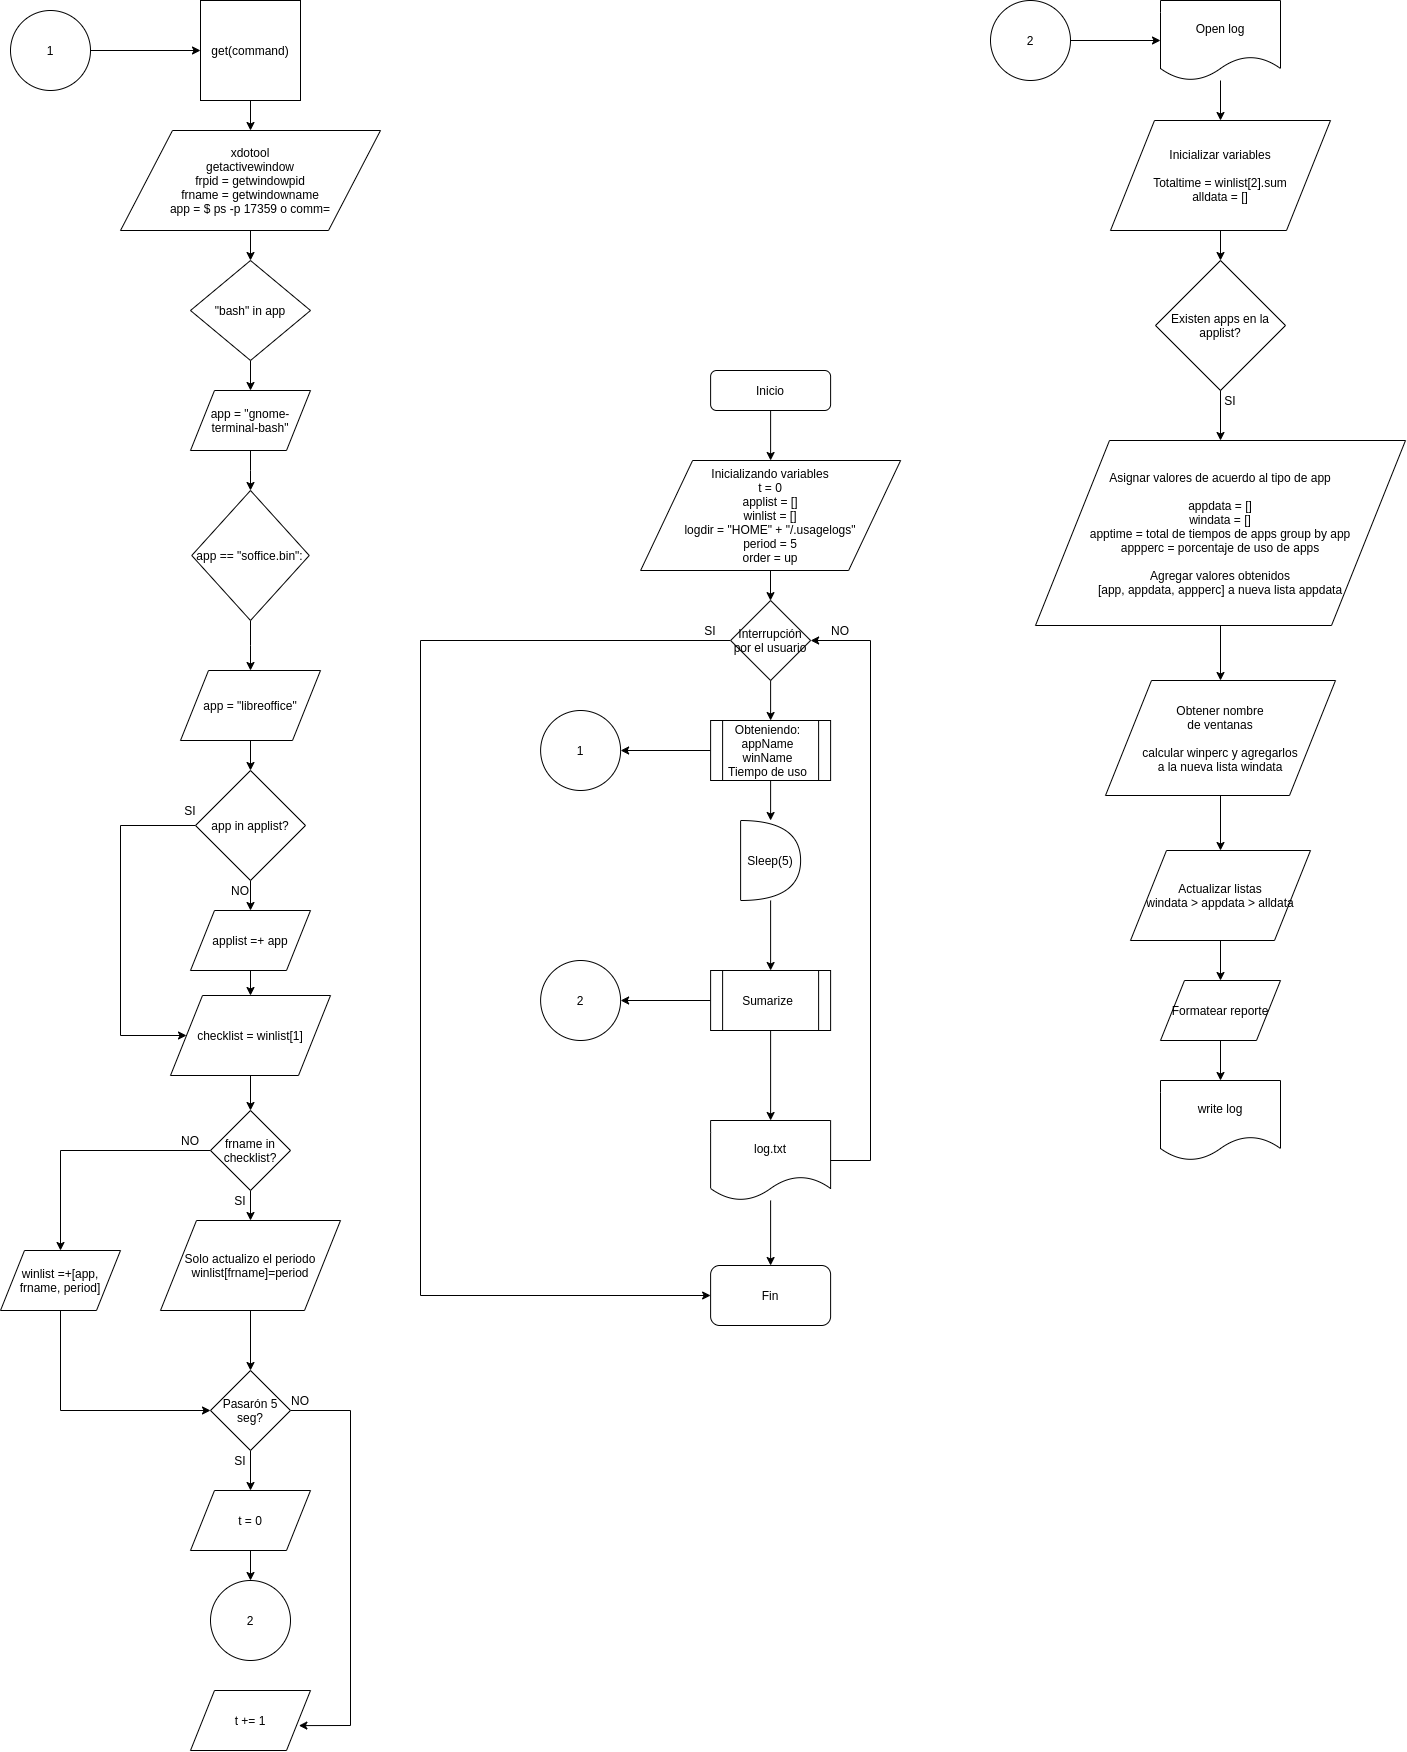 1
get(command)
xdotool
getactivewindow
frpid = getwindowpid
frname = getwindowname
app = $ ps -p 17359 o comm=
"bash" in app
app = "gnome-
terminal-bash"
app == "soffice.bin":
app = "libreoffice"
app in applist?
SI
NO
applist =+ app
checklist = winlist[1]
frname in
checklist?
NO
SI
winlist =+[app,
frname, period]
Solo actualizo el periodo
winlist[frname]=period
Pasarón 5
seg?
NO
SI
t = 0
2
t += 1
Inicio
Inicializando variables
t = 0
applist = []
winlist = []
logdir = "HOME" + "/.usagelogs"
period = 5
order = up
SI
Interrupción
por el usuario
NO
Obteniendo:
appName
winName
Tiempo de uso
1
Sleep(5)
Sumarize
2
log.txt
Fin
2
Open log
Inicializar variables
Totaltime = winlist[2].sum
alldata = []
Existen apps en la
applist?
SI
Asignar valores de acuerdo al tipo de app
appdata = []
windata = []
apptime = total de tiempos de apps group by app
appperc = porcentaje de uso de apps
Agregar valores obtenidos
[app, appdata, appperc] a nueva lista appdata
Obtener nombre
de ventanas
calcular winperc y agregarlos
a la nueva lista windata
Actualizar listas
windata > appdata > alldata
Formatear reporte
write log